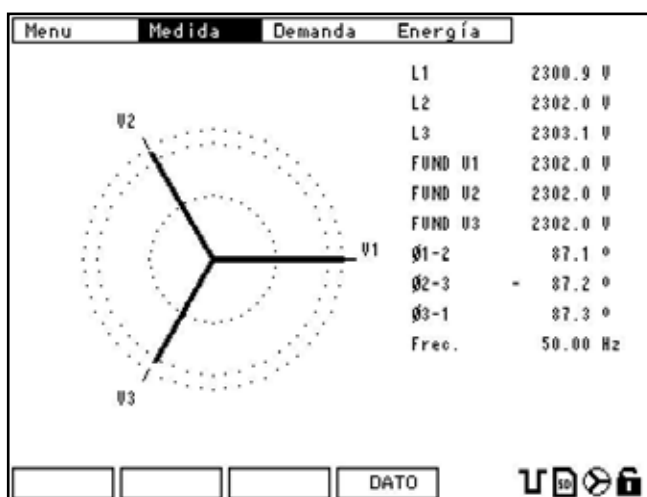 Menu Medida Demanda Energía
L1 2300.9 V
L2 2302.0 V
L3 2303.1 V
FUND V1 2302.0 V
FUND V2 2302.0 V
FUND V3 2302.0 V
Ø1-2 87.1 º
Ø2-3 - 87.2 º
Ø3-1 87.3 º
Frec. 50.00 Hz
V2
V1
V3
DATO
SD